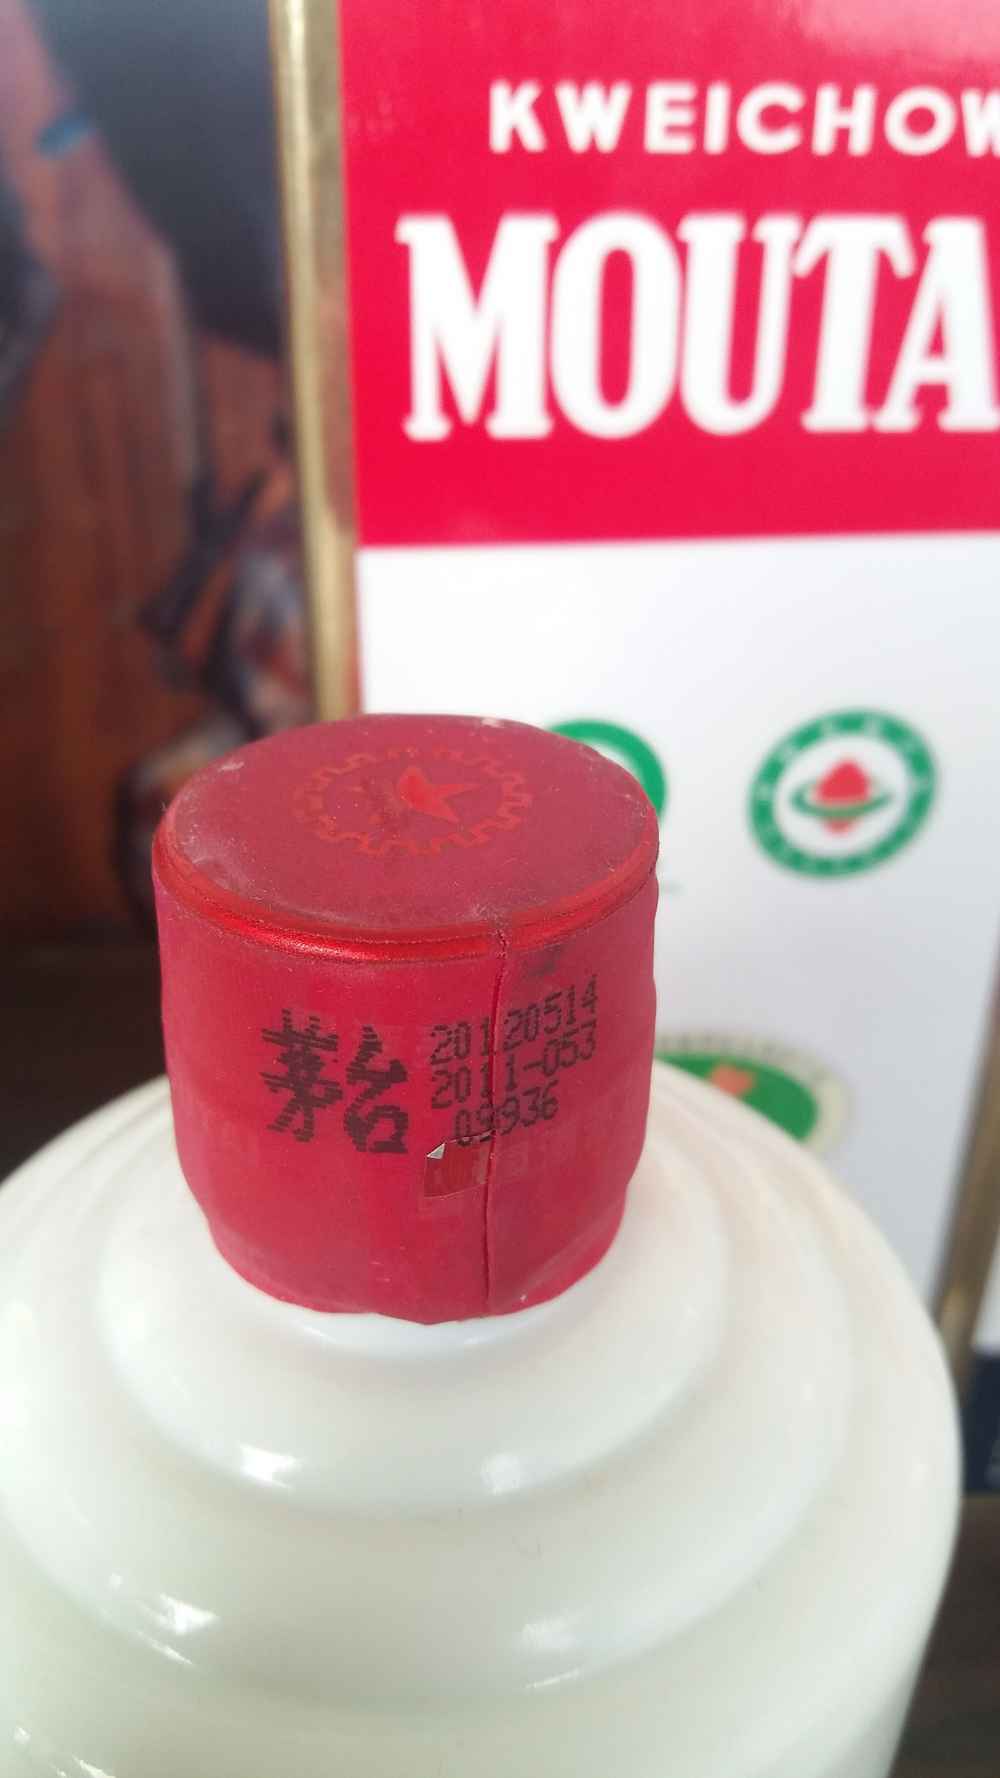 KWEICHOW
MOUTA
茅台
20120514
2011-053
09936